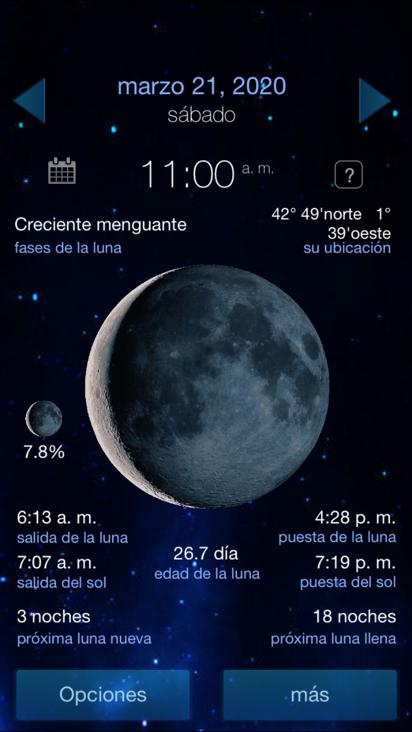 marzo 21, 2020
sábado
11:00 a. m.
?
Creciente menguante
fases de la luna
42° 49'norte 1°
39'oeste
su ubicación
7.8%
6:13 a. m.
salida de la luna
4:28 p. m.
puesta de la luna
26.7 día
edad de la luna
7:07 a. m.
salida del sol
7:19 p. m.
puesta del sol
3 noches
próxima luna nueva
18 noches
próxima luna llena
Opciones
más